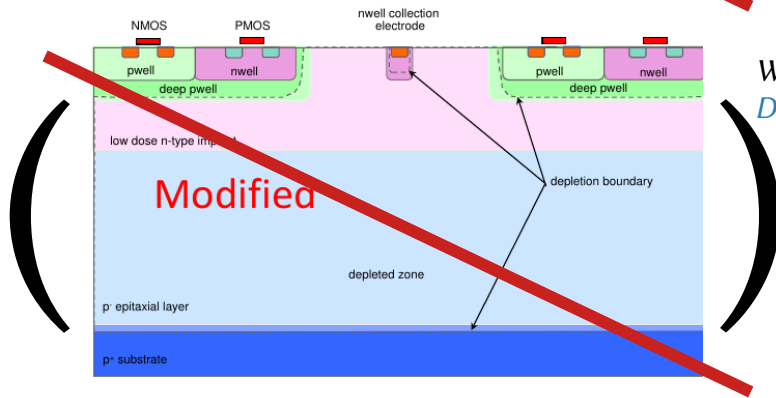 nwell collection
electrode
NMOS
PMOS
pwell
nwell
deep pwell
pwell
nwell
deep pwell
low dose n-type
Modified
depletion boundary
depleted zone
p- epitaxial layer
p+ substrate
W
D